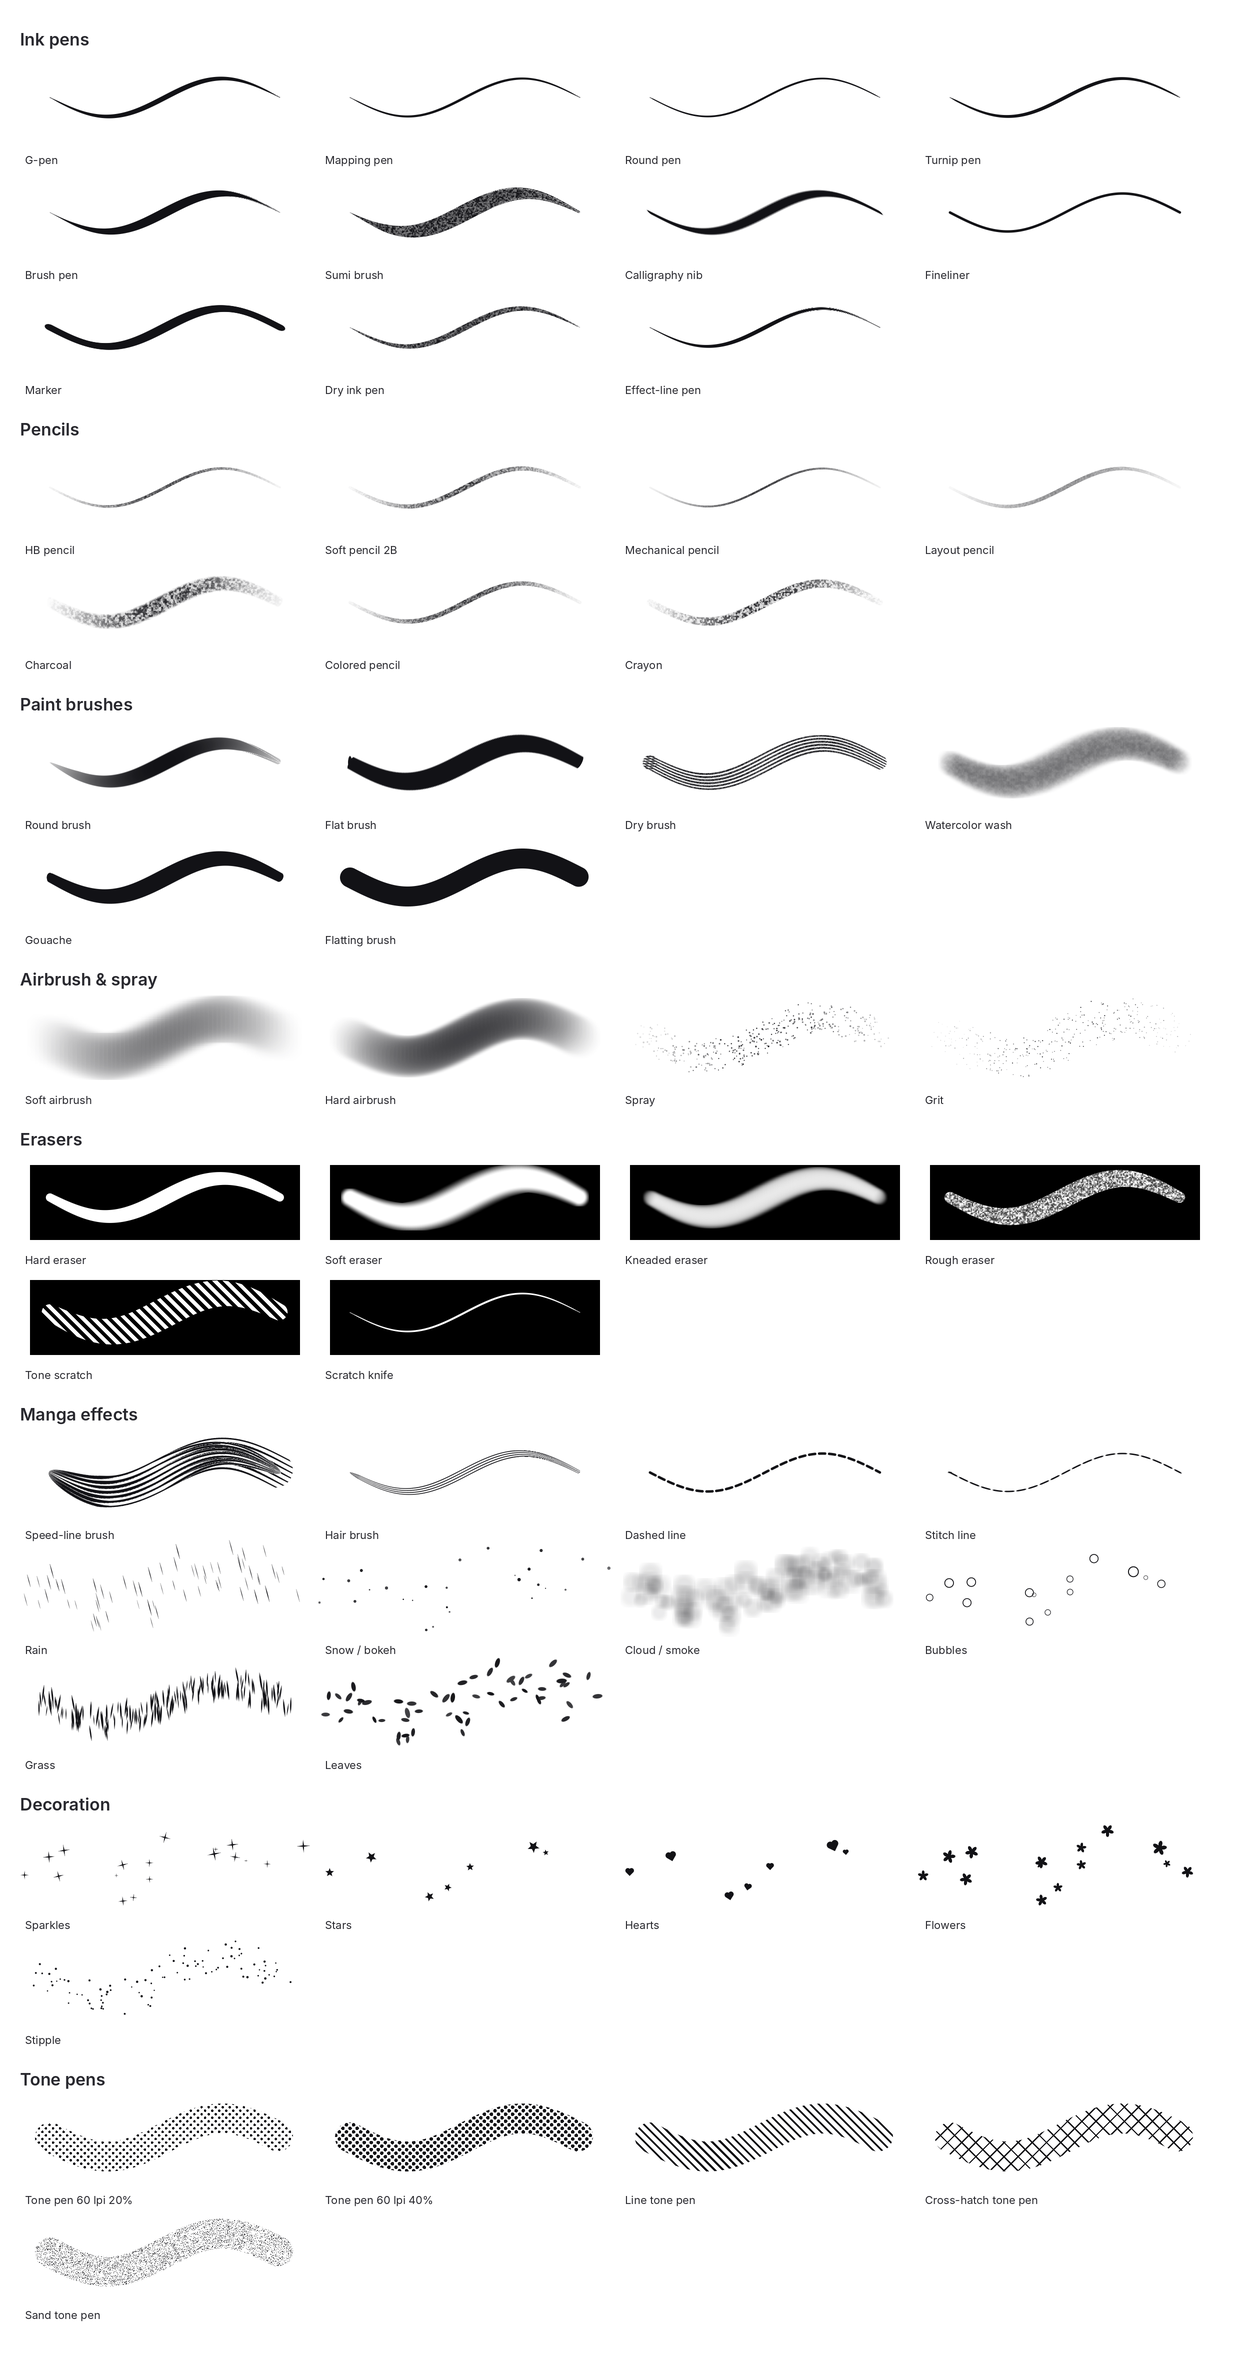 Ink pens
G-pen
Mapping pen
Round pen
Turnip pen
Brush pen
Sumi brush
Calligraphy nib
Fineliner
Marker
Dry ink pen
Effect-line pen
Pencils
HB pencil
Soft pencil 2B
Mechanical pencil
Layout pencil
Charcoal
Colored pencil
Crayon
Paint brushes
Round brush
Flat brush
Dry brush
Watercolor wash
Gouache
Flatting brush
Airbrush & spray
Soft airbrush
Hard airbrush
Spray
Grit
Erasers
Hard eraser
Soft eraser
Kneaded eraser
Rough eraser
Tone scratch
Scratch knife
Manga effects
Speed-line brush
Hair brush
Dashed line
Stitch line
Rain
Snow / bokeh
Cloud / smoke
Bubbles
Grass
Leaves
Decoration
Sparkles
Stars
Hearts
Flowers
Stipple
Tone pens
Tone pen 60 lpi 20%
Tone pen 60 lpi 40%
Line tone pen
Cross-hatch tone pen
Sand tone pen